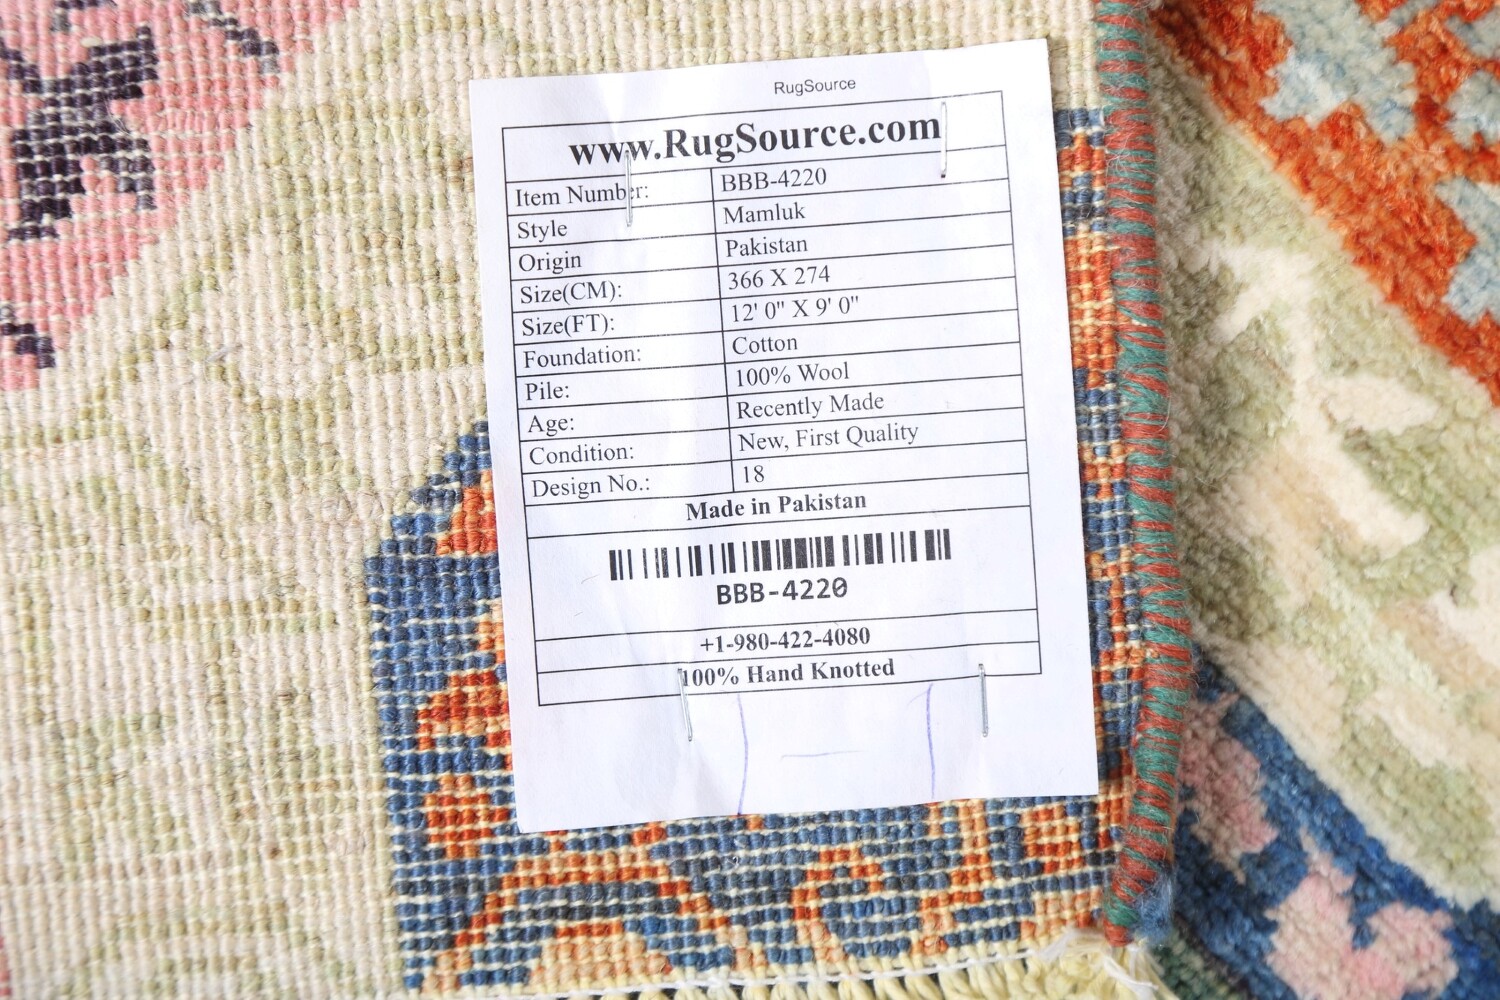 RugSource
www.RugSource.com
Item Number: BBB-4220
Style Mamluk
Origin Pakistan
Size(CM): 366 X 274
Size(FT): 12' 0" X 9' 0"
Foundation: Cotton
Pile: 100% Wool
Age: Recently Made
Condition: New, First Quality
Design No.: 18
Made in Pakistan
BBB-4220
+1-980-422-4080
100% Hand Knotted